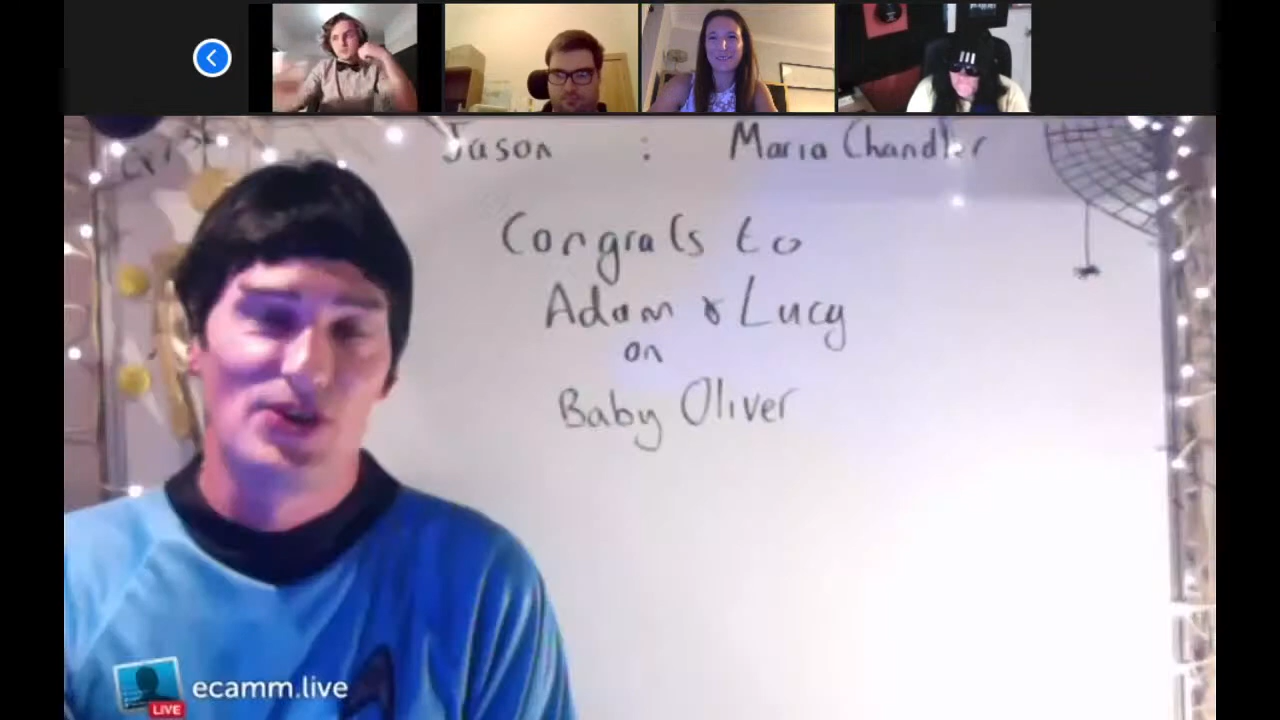 Jason : Maria Chandler
Congrats to
Adam & Lucy
on
Baby Oliver
ecamm.live
LIVE